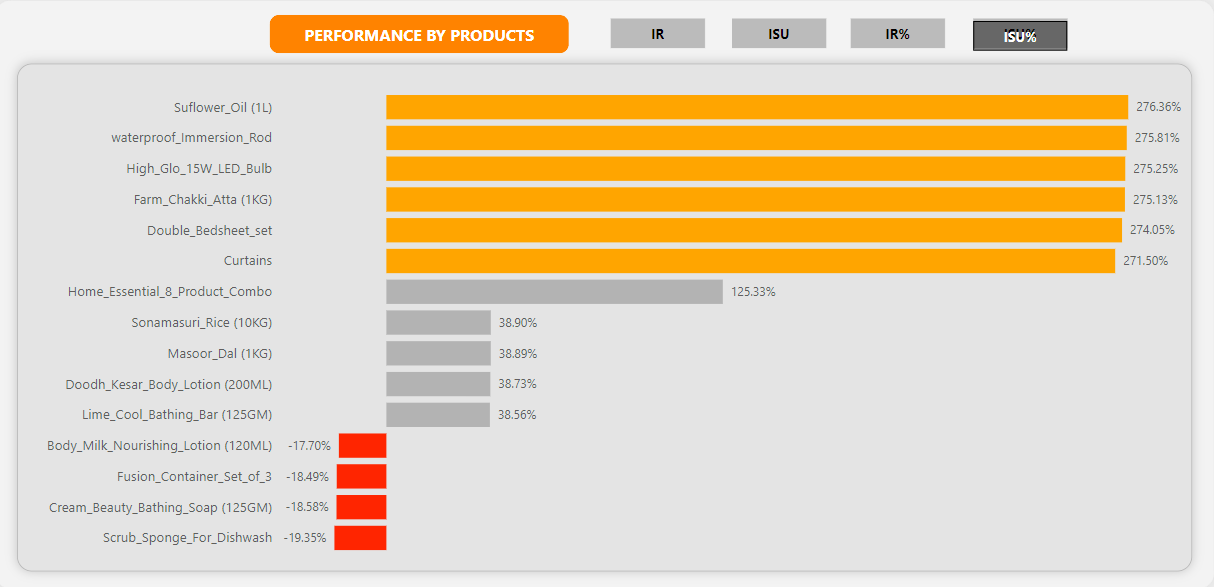 PERFORMANCE BY PRODUCTS IR ISU IR% ISU%
Suflower_Oil (1L) 276.36%
waterproof_Immersion_Rod 275.81%
High_Glo_15W_LED_Bulb 275.25%
Farm_Chakki_Atta (1KG) 275.13%
Double_Bedsheet_set 274.05%
Curtains 271.50%
Home_Essential_8_Product_Combo 125.33%
Sonamasuri_Rice (10KG) 38.90%
Masoor_Dal (1KG) 38.89%
Doodh_Kesar_Body_Lotion (200ML) 38.73%
Lime_Cool_Bathing_Bar (125GM) 38.56%
Body_Milk_Nourishing_Lotion (120ML) -17.70%
Fusion_Container_Set_of_3 -18.49%
Cream_Beauty_Bathing_Soap (125GM) -18.58%
Scrub_Sponge_For_Dishwash -19.35%